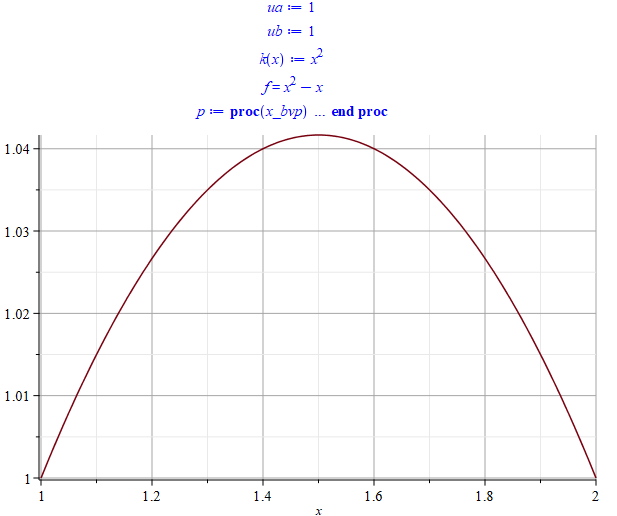 ua := 1
ub := 1
k(x) := x²
f = x² − x
p := proc(x_bvp) ... end proc
1.04
1.03
1.02
1.01
1
1 1.2 1.4 1.6 1.8 2
x